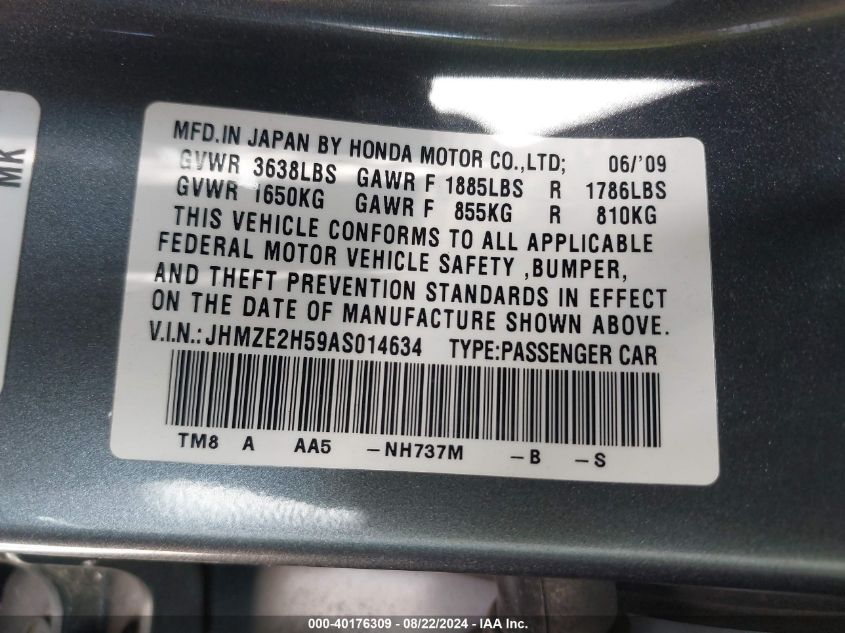 MK
MFD.IN JAPAN BY HONDA MOTOR CO.,LTD; 06/'09
GVWR 3638LBS GAWR F 1885LBS R 1786LBS
GVWR 1650KG GAWR F 855KG R 810KG
THIS VEHICLE CONFORMS TO ALL APPLICABLE
FEDERAL MOTOR VEHICLE SAFETY ,BUMPER,
AND THEFT PREVENTION STANDARDS IN EFFECT
ON THE DATE OF MANUFACTURE SHOWN ABOVE.
V.I.N.:JHMZE2H59AS014634 TYPE:PASSENGER CAR
TM8 A AA5 -NH737M -B -S
000-40176309 - 08/22/2024 - IAA Inc.